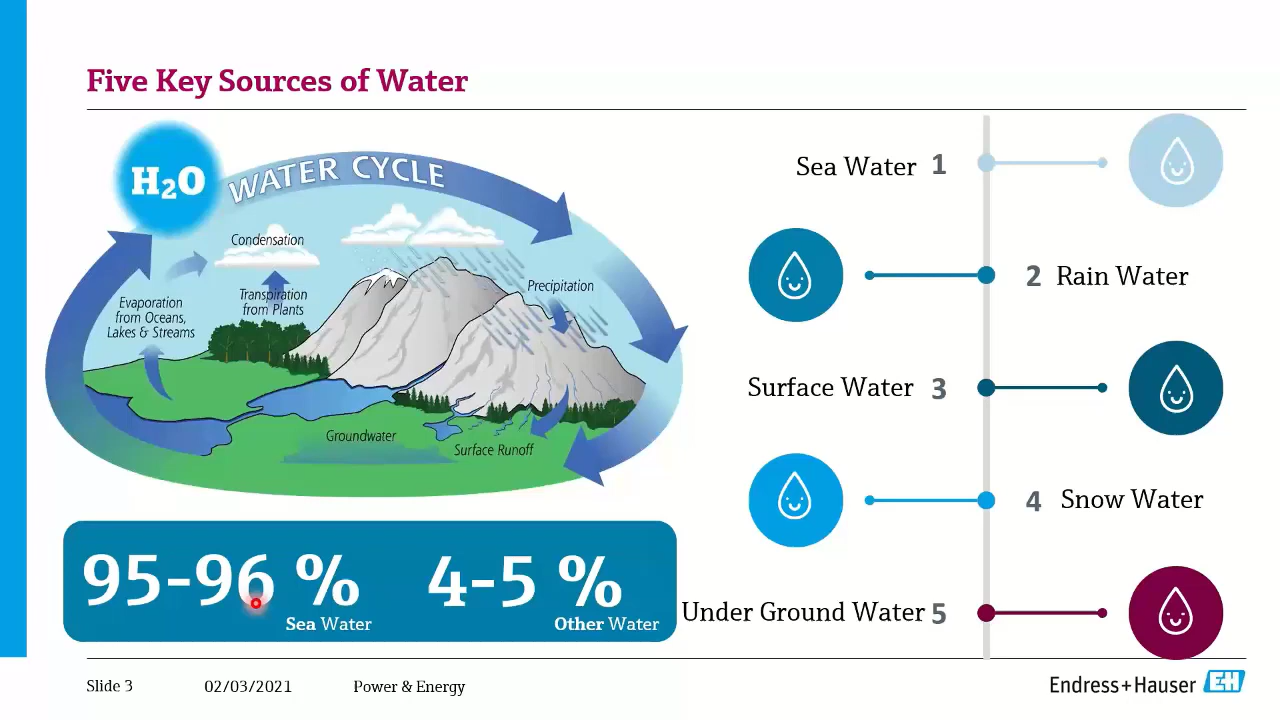 Five Key Sources of Water
H₂O
WATER CYCLE
Condensation
Evaporation
from Oceans,
Lakes & Streams
Transpiration
from Plants
Precipitation
Groundwater
Surface Runoff
95-96 %
Sea Water
4-5 %
Other Water
Sea Water 1
2 Rain Water
Surface Water 3
4 Snow Water
Under Ground Water 5
Slide 3
02/03/2021
Power & Energy
Endress+Hauser EH